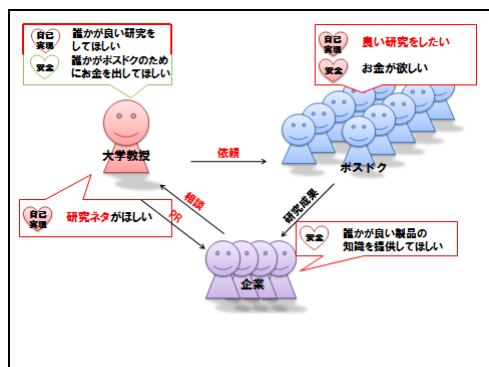 自己
実現
誰かが良い研究を
してほしい
安全
誰かがポスドクのため
にお金を出してほしい
自己
実現
良い研究をしたい
安全
お金が欲しい
大学教授
依頼
ポスドク
自己
実現
研究ネタがほしい
相談
PR
研究成果
安全
誰かが良い製品の
知識を提供してほしい
企業